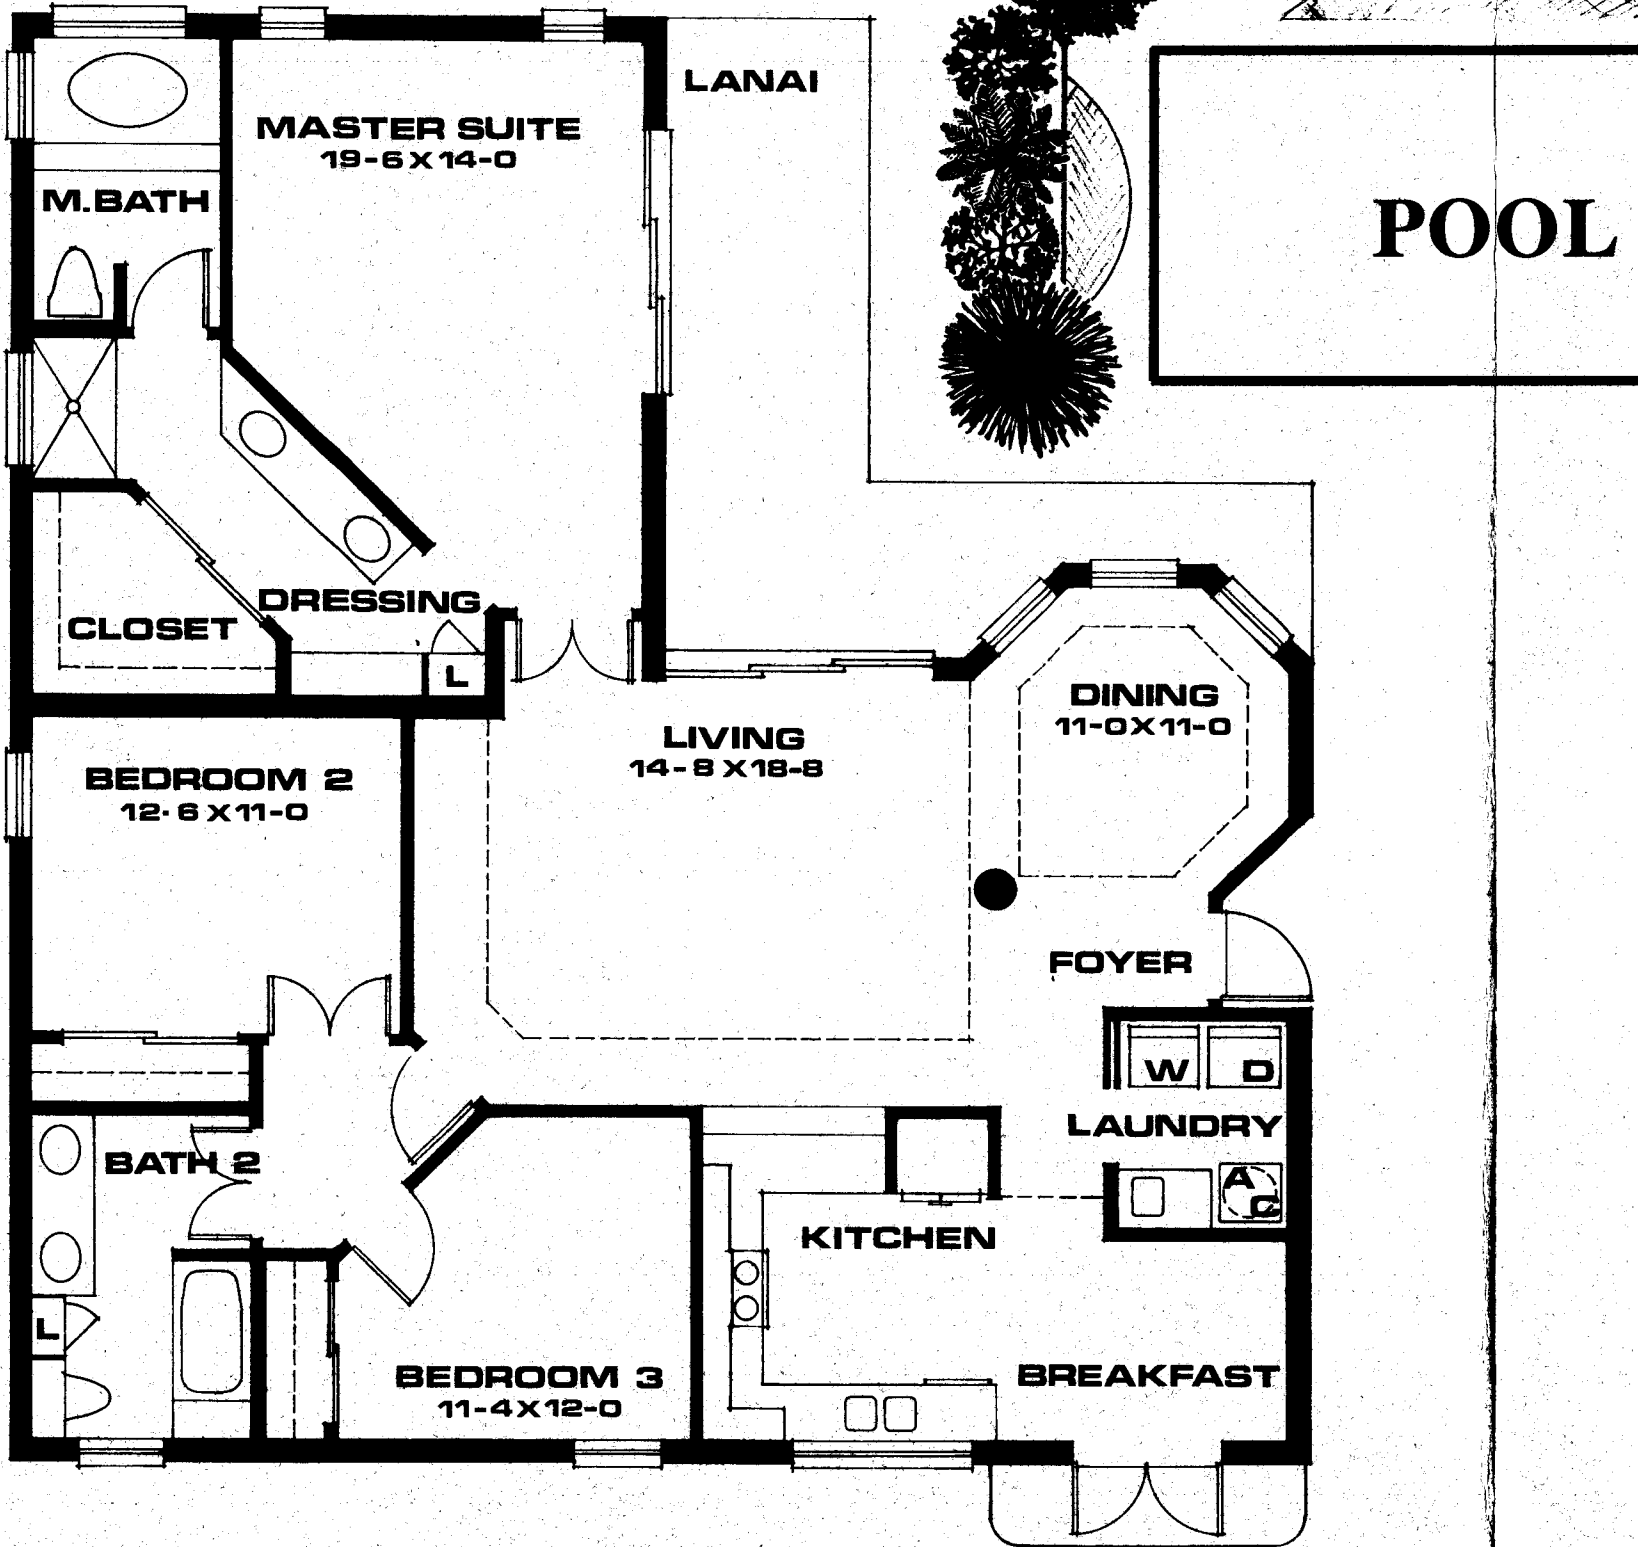 LANAI
MASTER SUITE
19-6 X 14-0
M.BATH
POOL
DRESSING
CLOSET
L
DINING
11-0 X 11-0
LIVING
14-8 X 18-8
BEDROOM 2
12-6 X 11-0
FOYER
W D
LAUNDRY
BATH 2
A
C
KITCHEN
L
BEDROOM 3
11-4 X 12-0
BREAKFAST